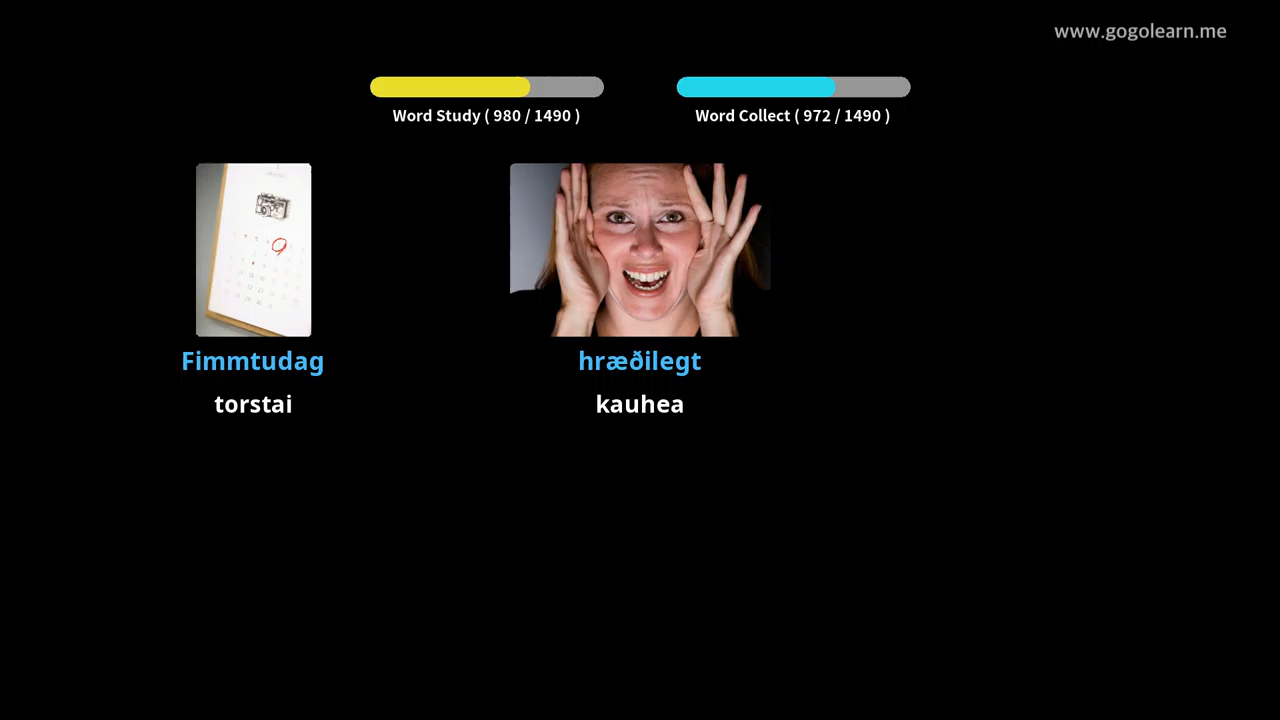 www.gogolearn.me
Word Study ( 980 / 1490 )
Word Collect ( 972 / 1490 )
Fimmtudag
hræðilegt
torstai
kauhea